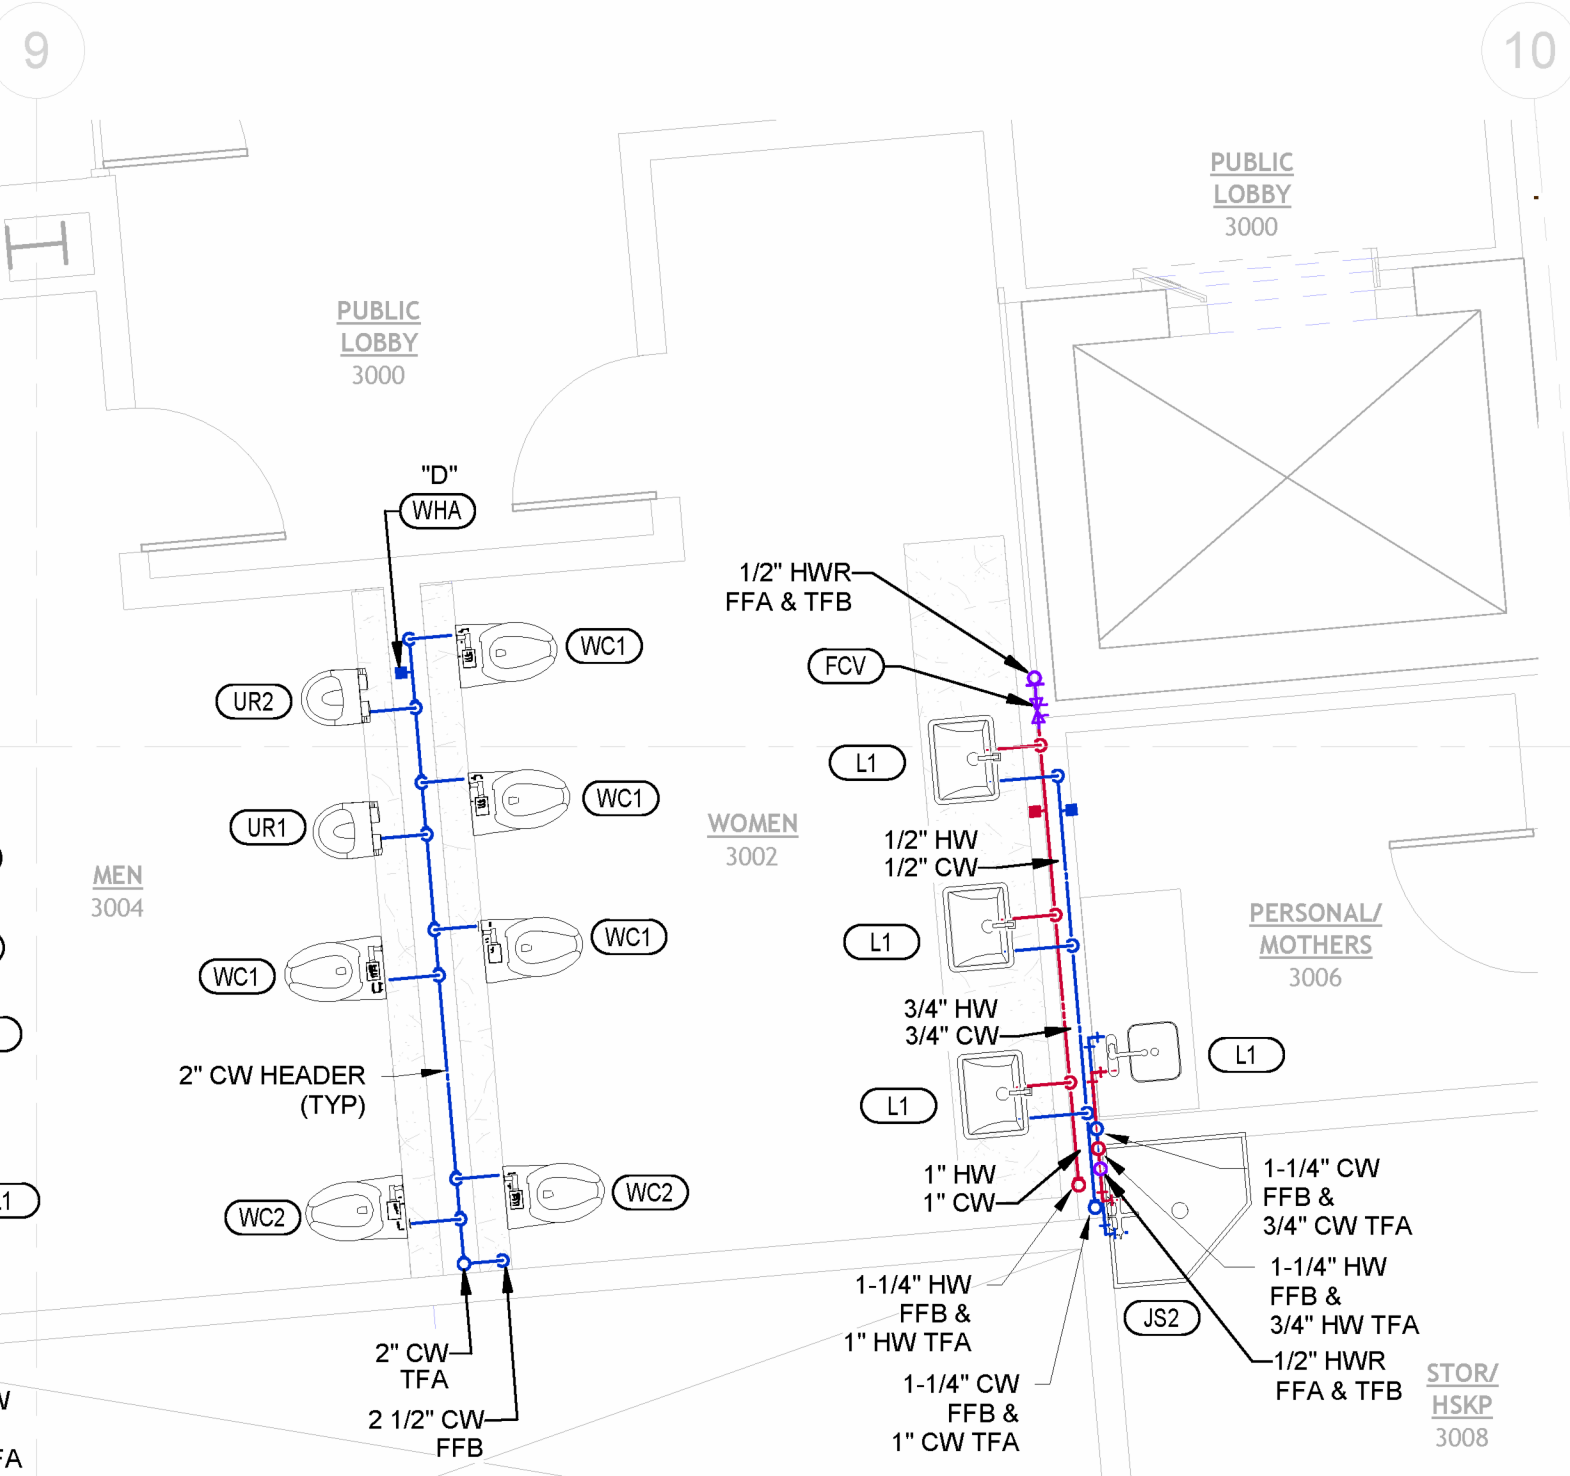 9
10
PUBLIC
LOBBY
3000
PUBLIC
LOBBY
3000
"D"
WHA
1/2" HWR
FFA & TFB
WC1
FCV
UR2
L1
WC1
UR1
WOMEN
3002
1/2" HW
1/2" CW
MEN
3004
PERSONAL/
MOTHERS
3006
WC1
L1
WC1
3/4" HW
3/4" CW
L1
2" CW HEADER
(TYP)
L1
1" HW
1" CW
1-1/4" CW
FFB &
3/4" CW TFA
WC2
WC2
1-1/4" HW
FFB &
3/4" HW TFA
1-1/4" HW
FFB &
1" HW TFA
JS2
2" CW
TFA
1/2" HWR
FFA & TFB
1-1/4" CW
FFB &
1" CW TFA
2 1/2" CW
FFB
STOR/
HSKP
3008